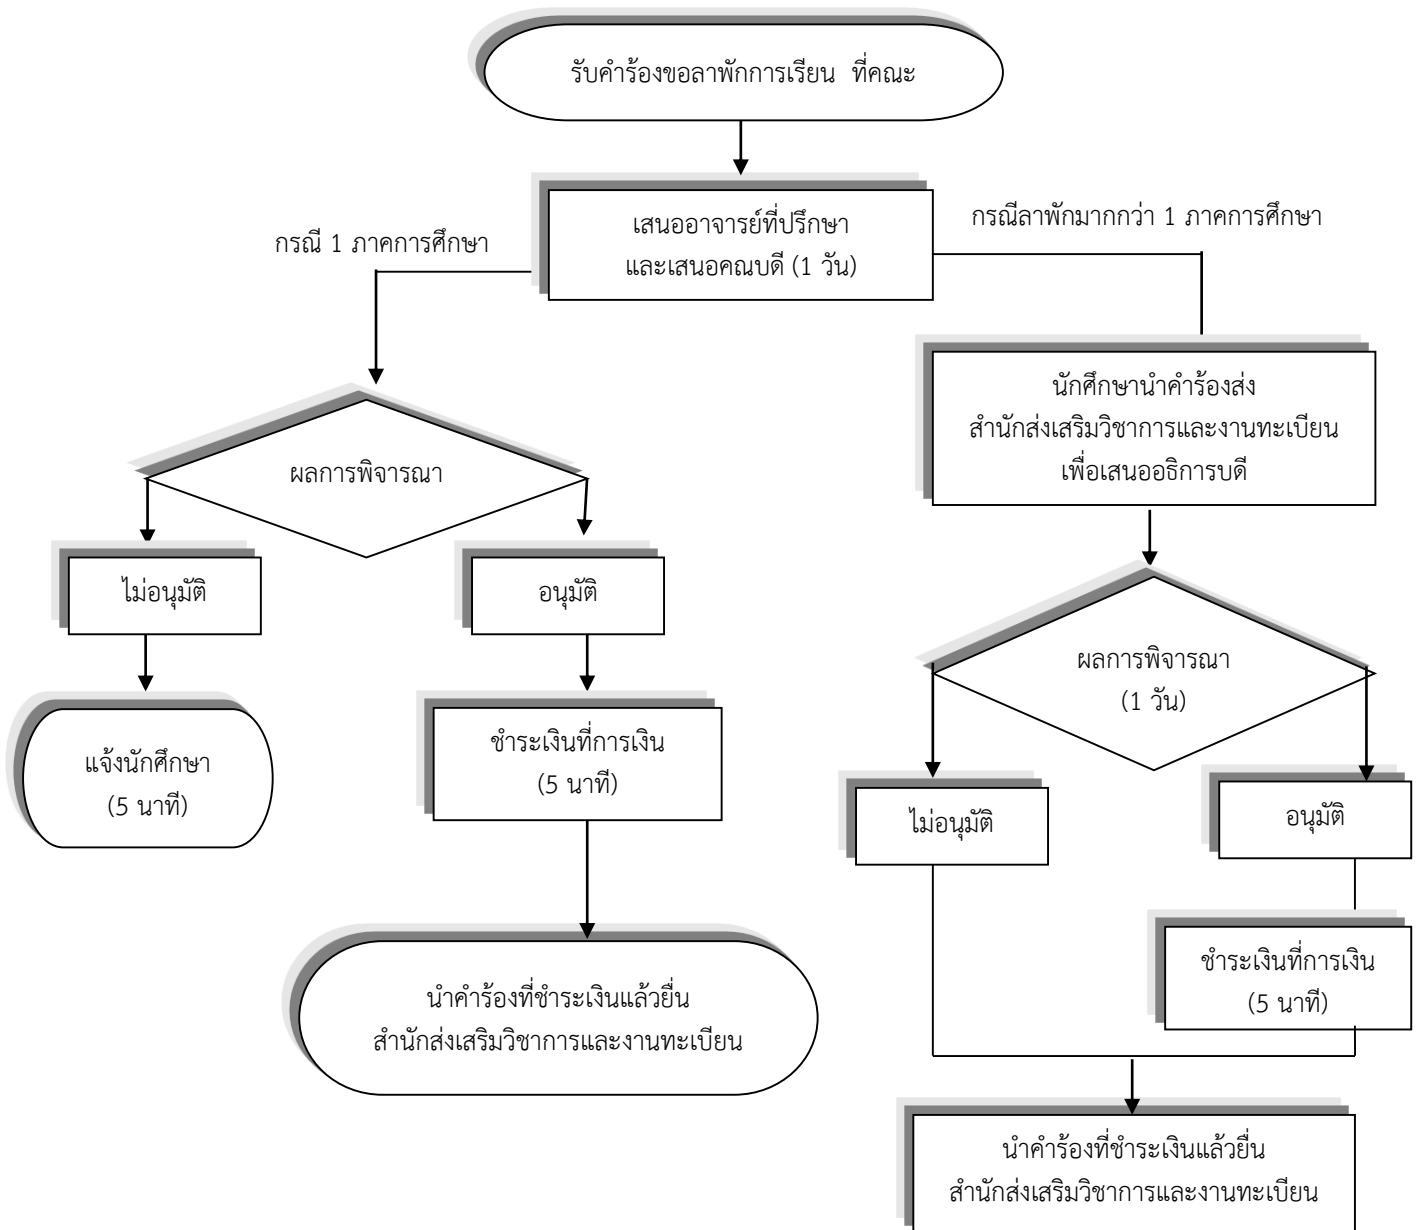 รับคำร้องขอลาพักการเรียน ที่คณะ
เสนออาจารย์ที่ปรึกษา
และเสนอคณบดี (1 วัน)
กรณี 1 ภาคการศึกษา
กรณีลาพักมากกว่า 1 ภาคการศึกษา
นักศึกษานำคำร้องส่ง
สำนักส่งเสริมวิชาการและงานทะเบียน
เพื่อเสนออธิการบดี
ผลการพิจารณา
ไม่อนุมัติ
อนุมัติ
แจ้งนักศึกษา
(5 นาที)
ชำระเงินที่การเงิน
(5 นาที)
นำคำร้องที่ชำระเงินแล้วยื่น
สำนักส่งเสริมวิชาการและงานทะเบียน
ผลการพิจารณา
(1 วัน)
ไม่อนุมัติ
อนุมัติ
ชำระเงินที่การเงิน
(5 นาที)
นำคำร้องที่ชำระเงินแล้วยื่น
สำนักส่งเสริมวิชาการและงานทะเบียน